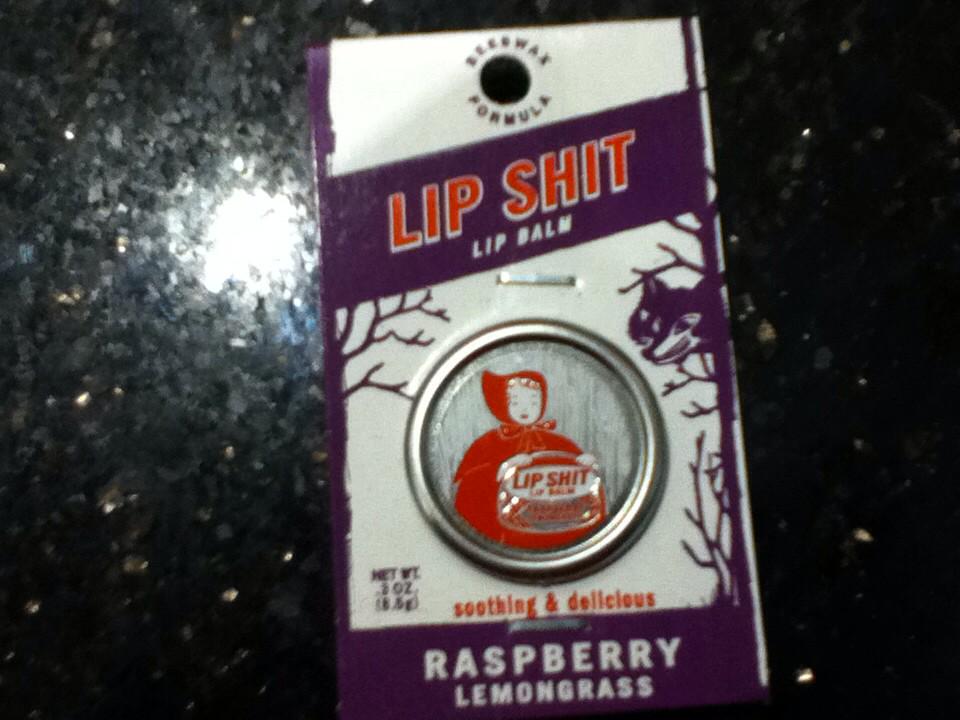 BEESWAX
FORMULA
LIP SHIT
LIP BALM
LIP SHIT
LIP BALM
NET WT.
.3 OZ.
(8.5g)
soothing & delicious
RASPBERRY
LEMONGRASS